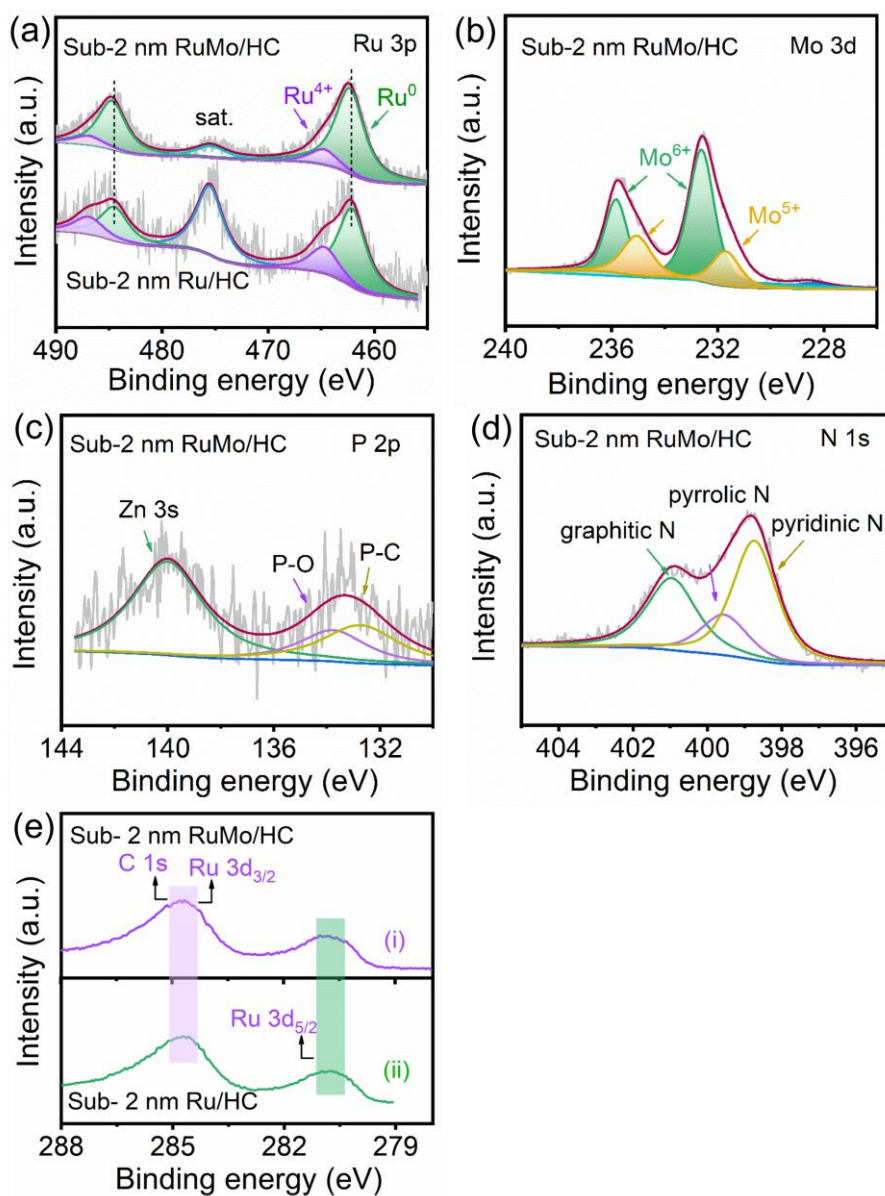 (a)
Sub-2 nm RuMo/HC Ru 3p
sat.
Ru4+
Ru0
Sub-2 nm Ru/HC
Intensity (a.u.)
490 480 470 460
Binding energy (eV)
(b)
Sub-2 nm RuMo/HC Mo 3d
Mo6+
Mo5+
Intensity (a.u.)
240 236 232 228
Binding energy (eV)
(c)
Sub-2 nm RuMo/HC P 2p
Zn 3s
P-O
P-C
Intensity (a.u.)
144 140 136 132
Binding energy (eV)
(d)
Sub-2 nm RuMo/HC N 1s
pyrrolic N
graphitic N
pyridinic N
Intensity (a.u.)
404 402 400 398 396
Binding energy (eV)
(e)
Sub- 2 nm RuMo/HC
C 1s Ru 3d3/2
(i)
Ru 3d5/2
(ii)
Sub- 2 nm Ru/HC
Intensity (a.u.)
Intensity (a.u.)
288 285 282 279
Binding energy (eV)